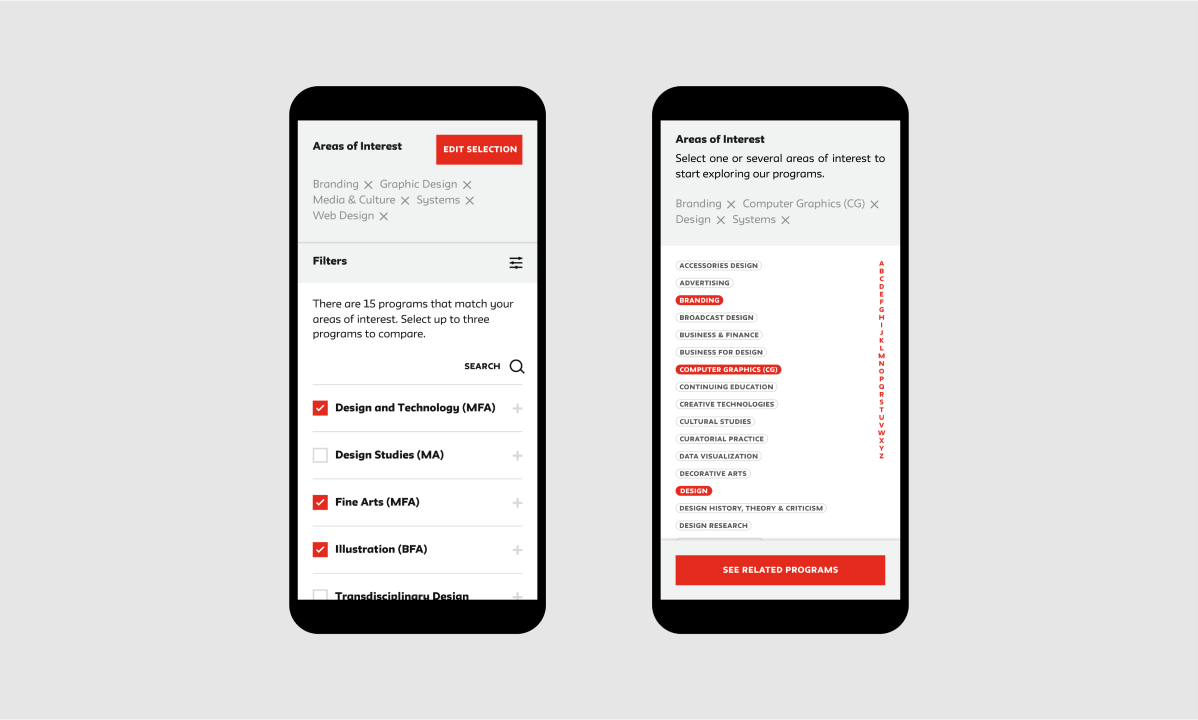 Areas of Interest
EDIT SELECTION
Branding × Graphic Design ×
Media & Culture × Systems ×
Web Design ×
Filters
There are 15 programs that match your
areas of interest. Select up to three
programs to compare.
SEARCH
Design and Technology (MFA) +
Design Studies (MA) +
Fine Arts (MFA) +
Illustration (BFA) +
Transdisciplinary Design +
Areas of Interest
Select one or several areas of interest to
start exploring our programs.
Branding × Computer Graphics (CG) ×
Design × Systems ×
ACCESSORIES DESIGN
ADVERTISING
BRANDING
BROADCAST DESIGN
BUSINESS & FINANCE
BUSINESS FOR DESIGN
COMPUTER GRAPHICS (CG)
CONTINUING EDUCATION
CREATIVE TECHNOLOGIES
CULTURAL STUDIES
CURATORIAL PRACTICE
DATA VISUALIZATION
DECORATIVE ARTS
DESIGN
DESIGN HISTORY, THEORY & CRITICISM
DESIGN RESEARCH
A
B
C
D
E
F
G
H
I
J
K
L
M
N
O
P
Q
R
S
T
U
V
W
X
Y
Z
SEE RELATED PROGRAMS